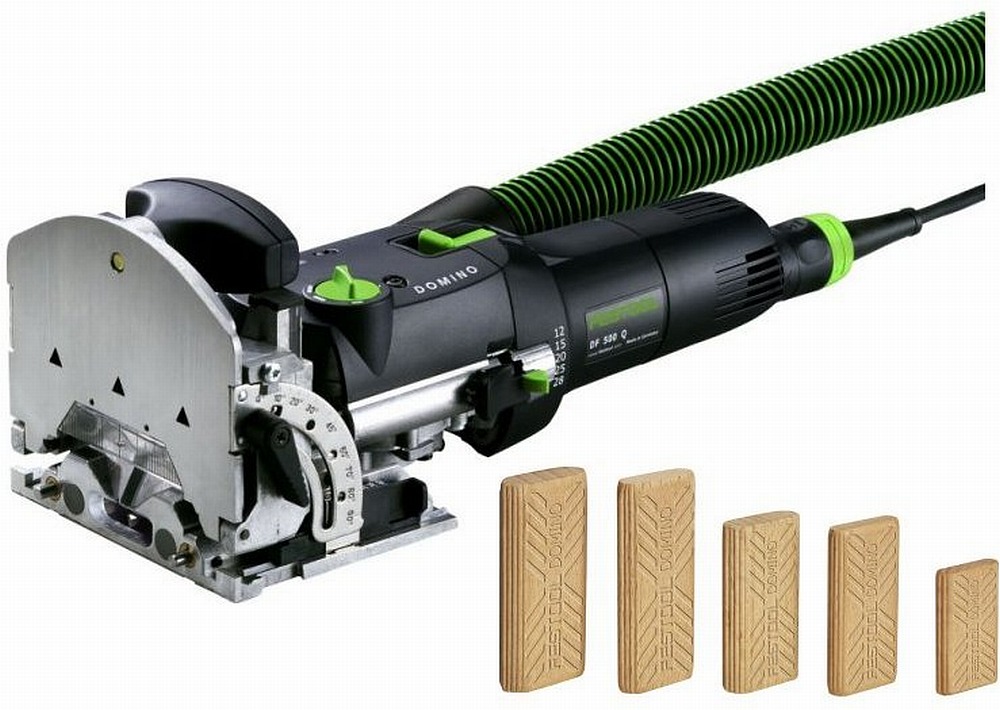 DOMINO
FESTOOL
DF 500 Q
Made in Germany
12
15
20
25
28
0
10°
20°
30°
45°
60°
70°
80°
90°
FESTOOL DOMINO
FESTOOL DOMINO
FESTOOL DOMINO
FESTOOL DOMINO
FESTOOL DOMINO